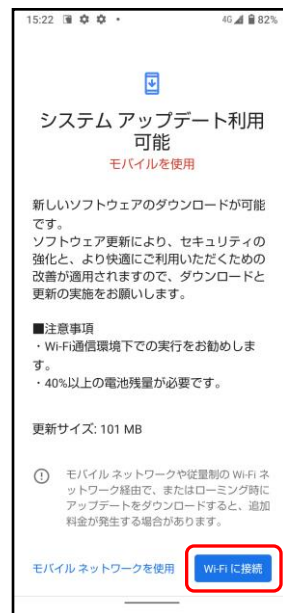 15:22 4G 82%
システム アップデート利用
可能
モバイルを使用
新しいソフトウェアのダウンロードが可能
です。
ソフトウェア更新により、セキュリティの
強化と、より快適にご利用いただくための
改善が適用されますので、ダウンロードと
更新の実施をお願いします。
■注意事項
・Wi-Fi通信環境下での実行をお勧めしま
す。
・40%以上の電池残量が必要です。
更新サイズ: 101 MB
モバイル ネットワークや従量制の Wi-Fi ネ
ットワーク経由で、またはローミング時に
アップデートをダウンロードすると、追加
料金が発生する場合があります。
モバイル ネットワークを使用 Wi-Fi に接続